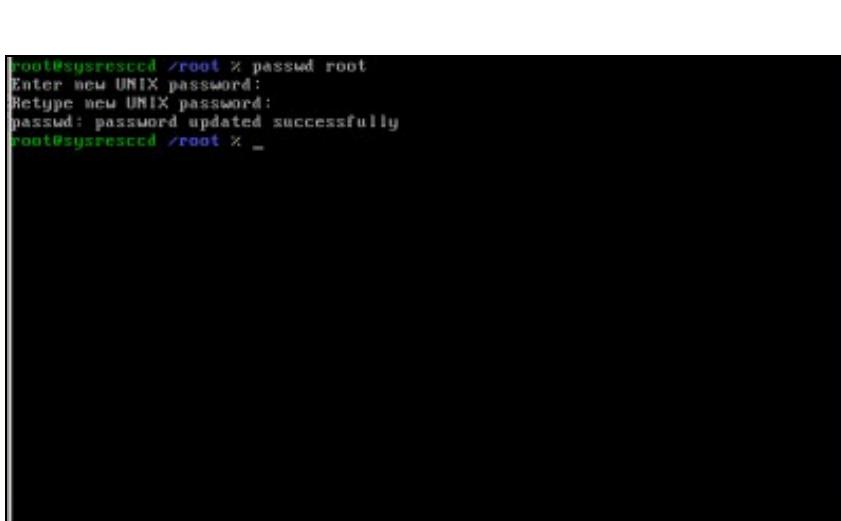 root@sysresccd /root % passwd root
Enter new UNIX password:
Retype new UNIX password:
passwd: password updated successfully
root@sysresccd /root % _